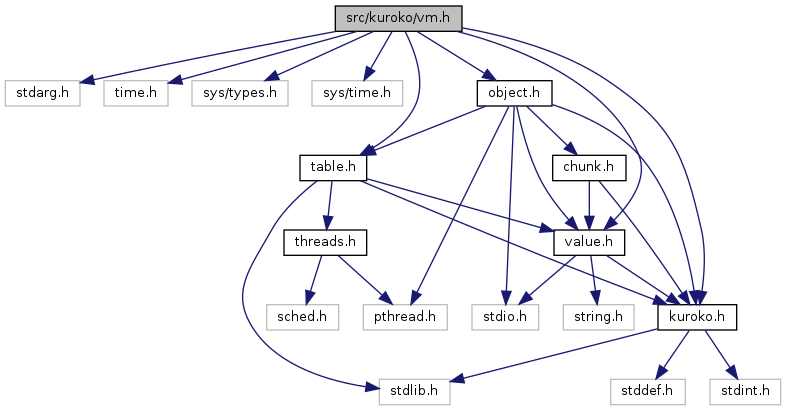 src/kuroko/vm.h
stdarg.h
time.h
sys/types.h
sys/time.h
object.h
table.h
chunk.h
threads.h
value.h
sched.h
pthread.h
stdio.h
string.h
kuroko.h
stdlib.h
stddef.h
stdint.h